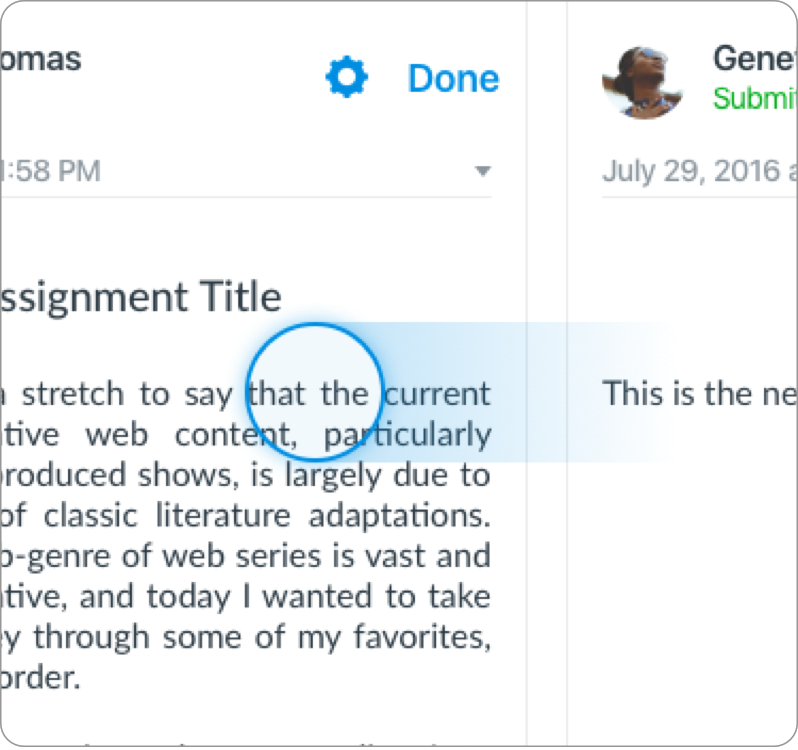 omas
Done
:58 PM
ssignment Title
stretch to say that the current
tive web content, particularly
produced shows, is largely due to
of classic literature adaptations.
-genre of web series is vast and
tive, and today I wanted to take
ey through some of my favorites,
order.
Gene
Submit
July 29, 2016 a
This is the ne